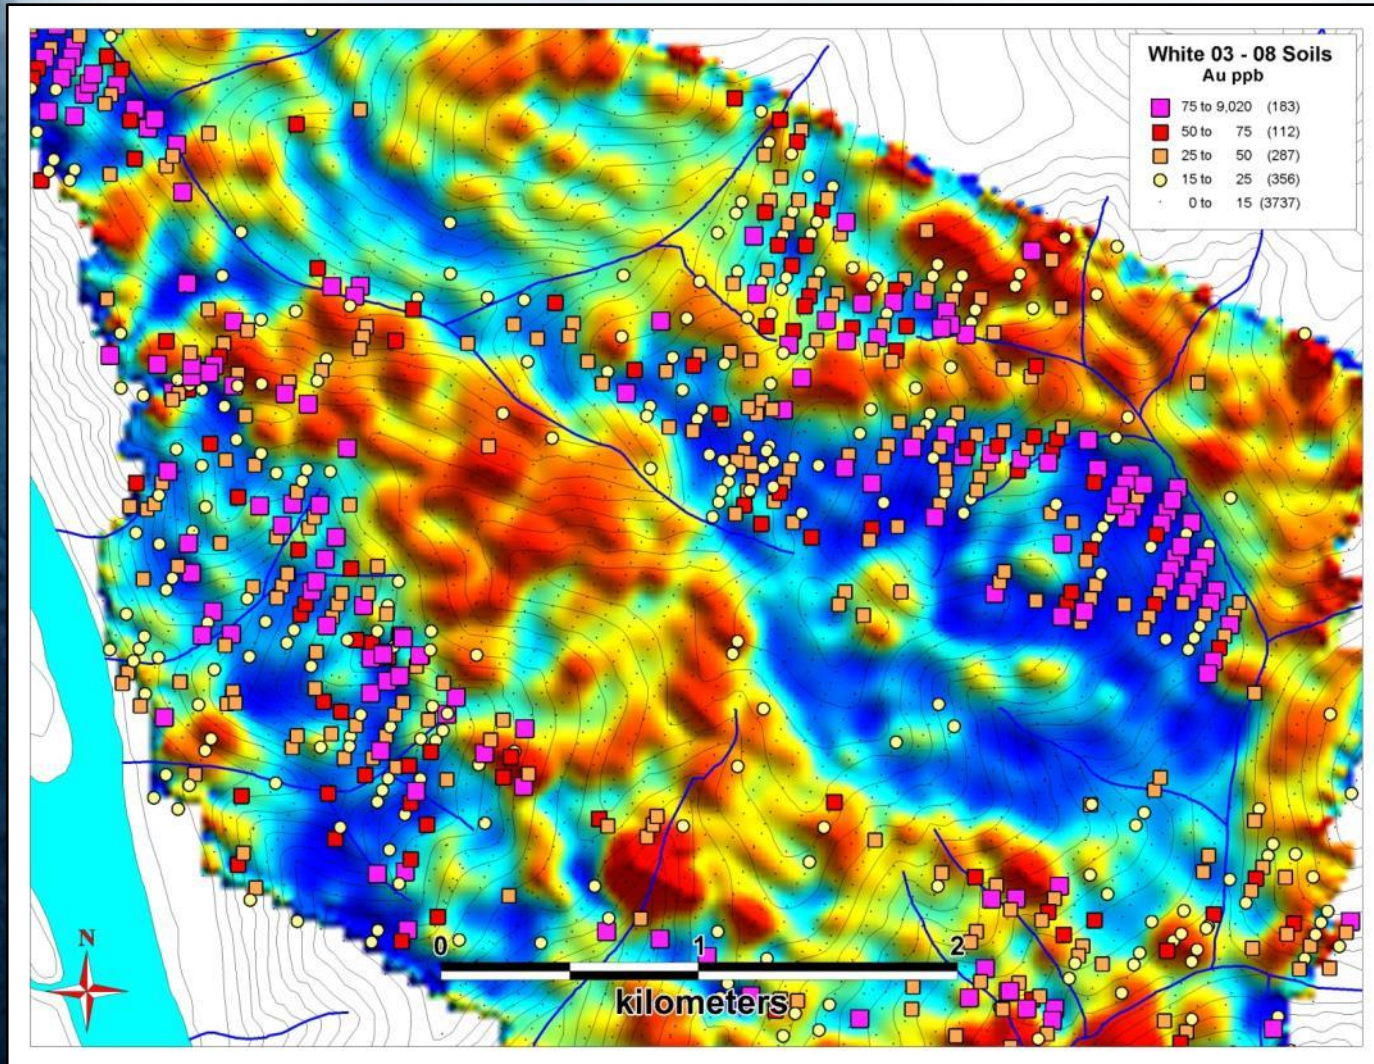 White 03 - 08 Soils
Au ppb
75 to 9,020 (183)
50 to 75 (112)
25 to 50 (287)
15 to 25 (356)
0 to 15 (3737)
N
0 1 2
kilometers